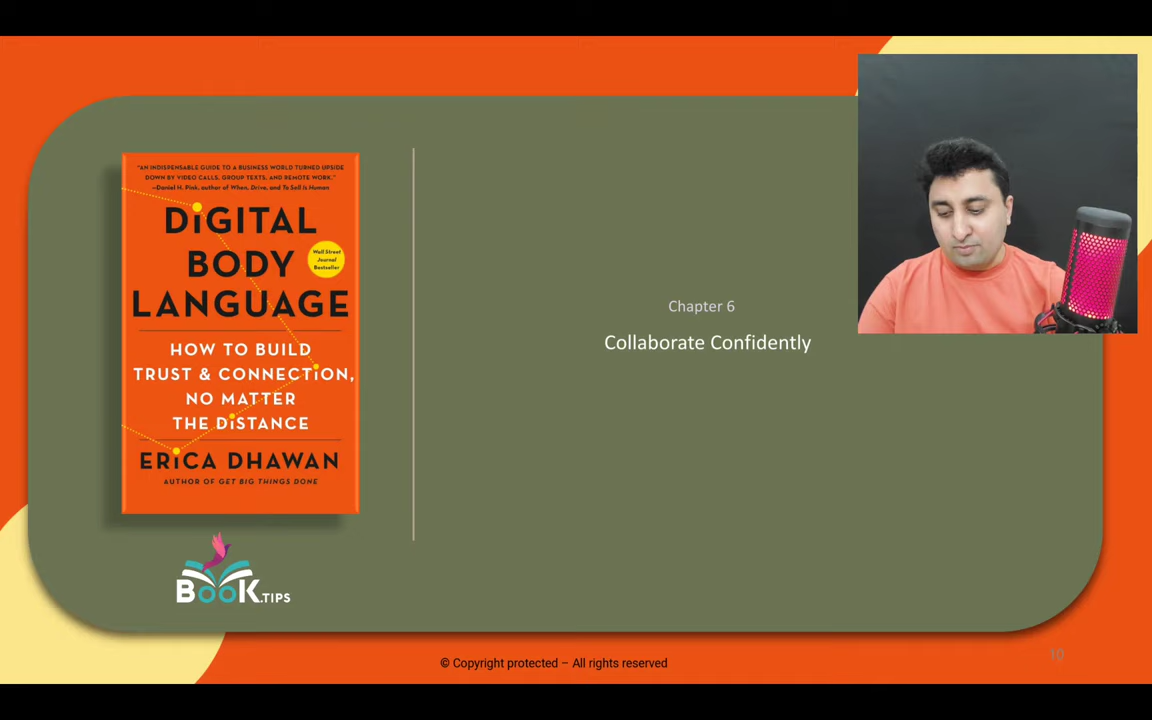 "AN INDISPENSABLE GUIDE TO A BUSINESS WORLD TURNED UPSIDE
DOWN BY VIDEO CALLS, GROUP TEXTS, AND REMOTE WORK."
—Daniel H. Pink, author of When, Drive, and To Sell Is Human
DiGITAL
BODY
LANGUAGE
Wall Street
Journal
Bestseller
HOW TO BUILD
TRUST & CONNECTiON,
NO MATTER
THE DiSTANCE
ERiCA DHAWAN
AUTHOR OF GET BIG THINGS DONE
BOOK.TIPS
Chapter 6
Collaborate Confidently
© Copyright protected – All rights reserved
10